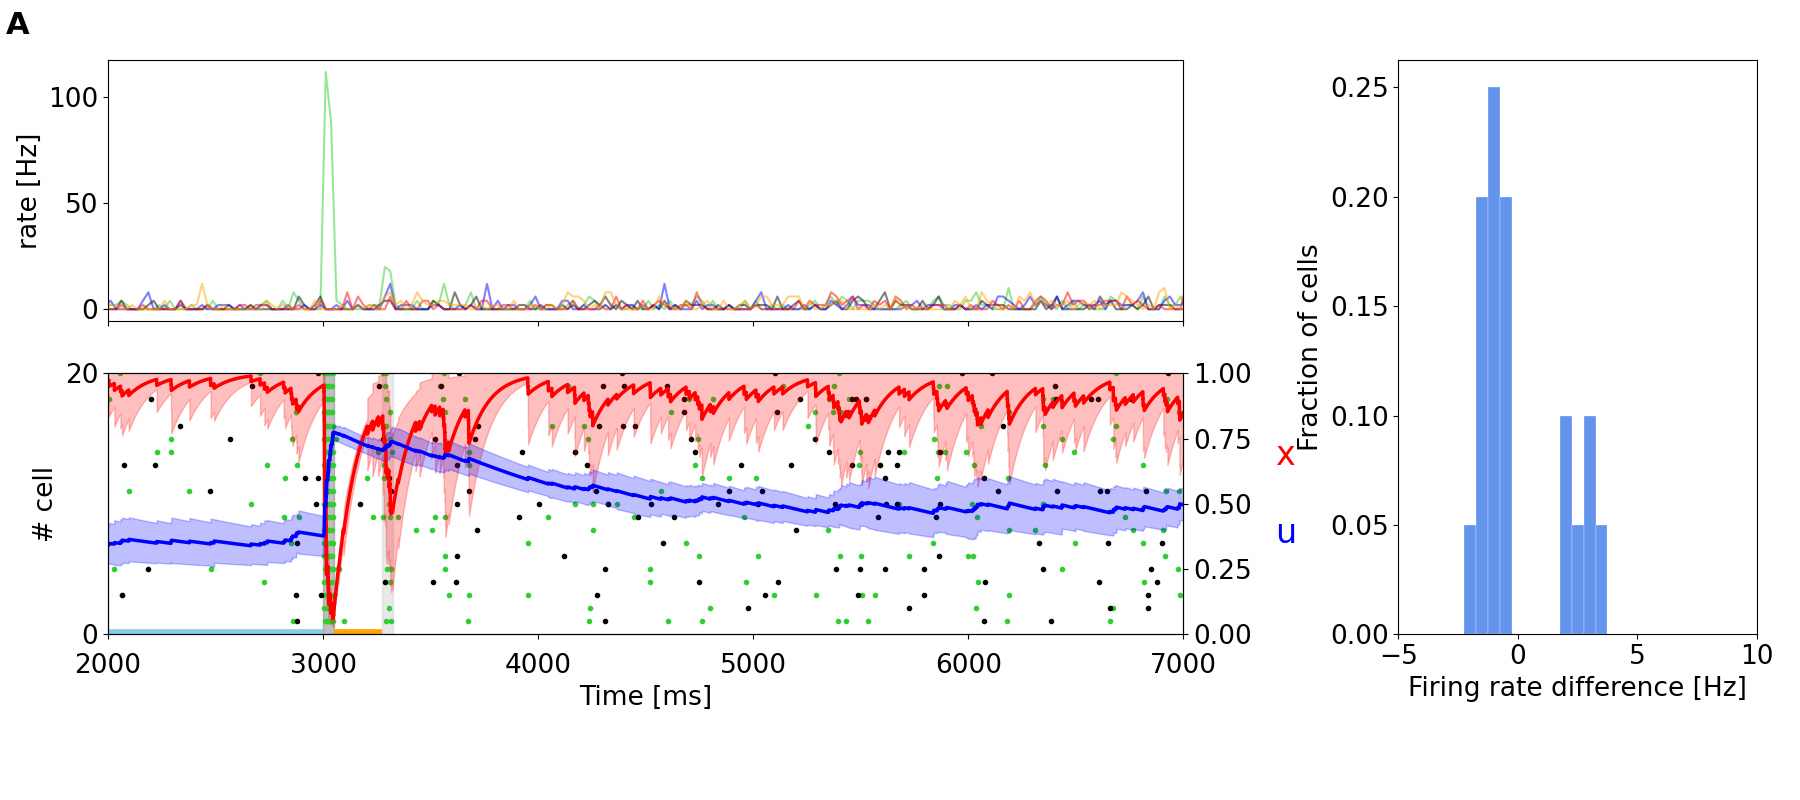 A
rate [Hz]
100
50
0
# cell
20
0
1.00
0.75
0.50
0.25
0.00
x
u
2000 3000 4000 5000 6000 7000
Time [ms]
Fraction of cells
0.25
0.20
0.15
0.10
0.05
0.00
−5 0 5 10
Firing rate difference [Hz]